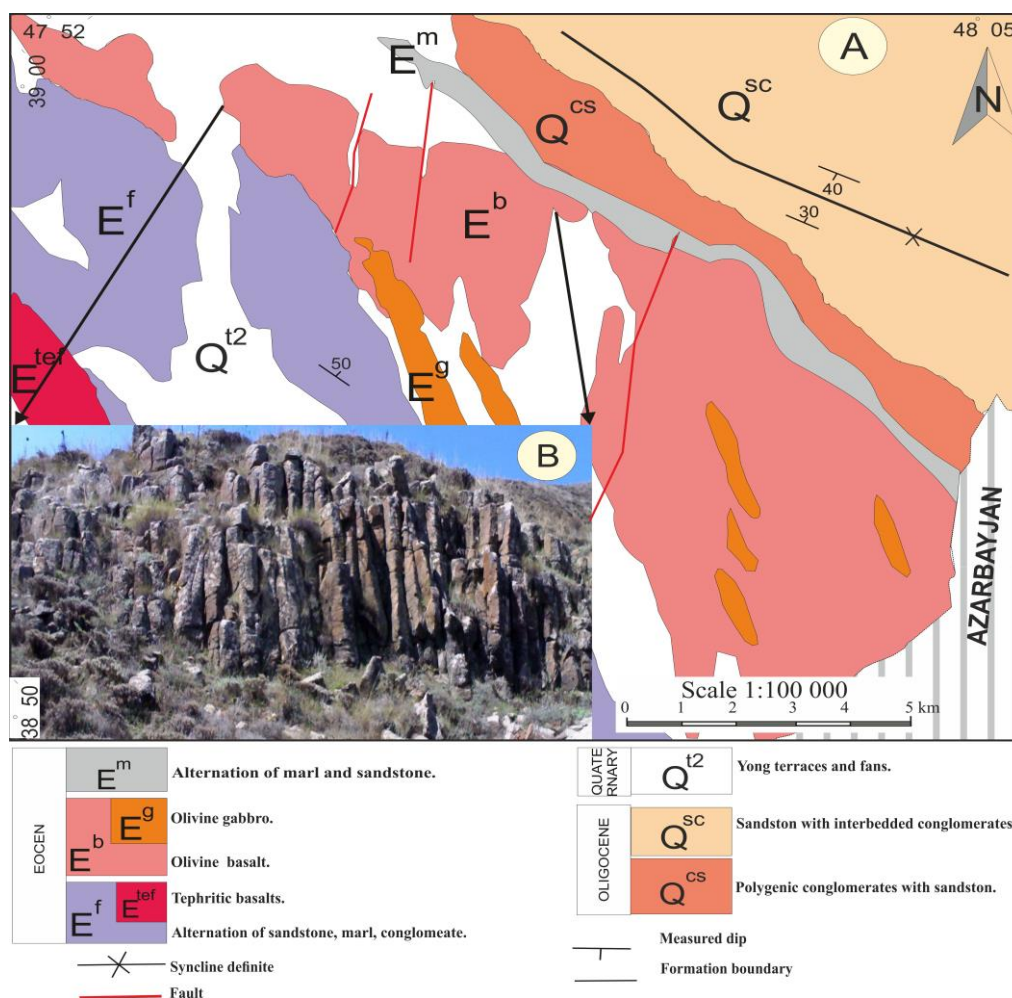 47 52
48 05
39 00
A
E^m
Q^cs
Q^sc
N
40
30
E^f
E^b
Q^t2
50
E^tef
E^g
B
AZARBAYJAN
38 50
Scale 1:100 000
0 1 2 3 4 5 km
EOCEN
E^m
Alternation of marl and sandstone.
E^g
Olivine gabbro.
E^b
Olivine basalt.
E^tef
Tephritic basalts.
E^f
Alternation of sandstone, marl, conglomeate.
Syncline definite
Fault
QUATE
RNARY
Q^t2
Yong terraces and fans.
OLIGOCENE
Q^sc
Sandston with interbedded conglomerates
Q^cs
Polygenic conglomerates with sandston.
Measured dip
Formation boundary